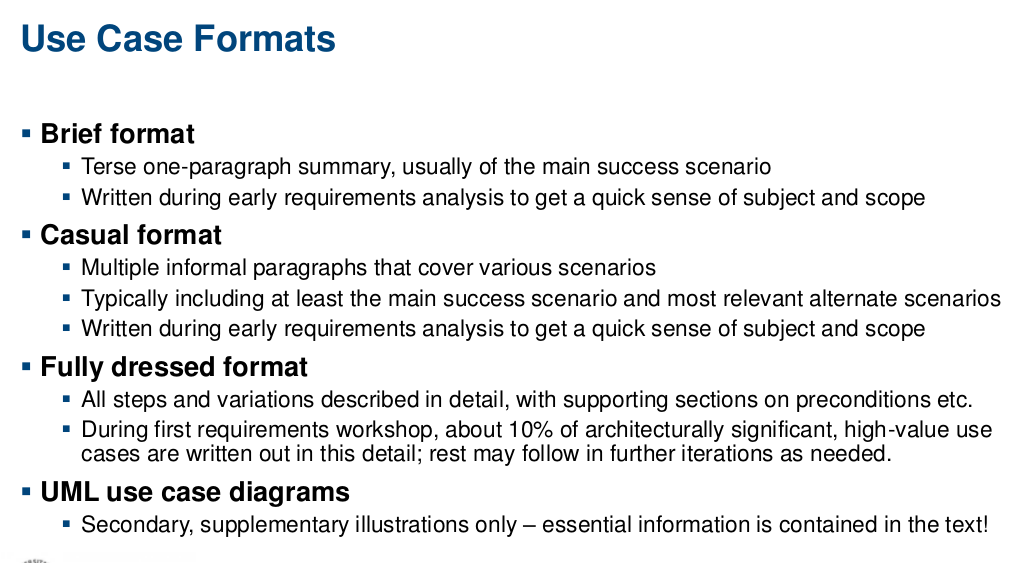 Use Case Formats
Brief format
Terse one-paragraph summary, usually of the main success scenario
Written during early requirements analysis to get a quick sense of subject and scope
Casual format
Multiple informal paragraphs that cover various scenarios
Typically including at least the main success scenario and most relevant alternate scenarios
Written during early requirements analysis to get a quick sense of subject and scope
Fully dressed format
All steps and variations described in detail, with supporting sections on preconditions etc.
During first requirements workshop, about 10% of architecturally significant, high-value use
cases are written out in this detail; rest may follow in further iterations as needed.
UML use case diagrams
Secondary, supplementary illustrations only – essential information is contained in the text!